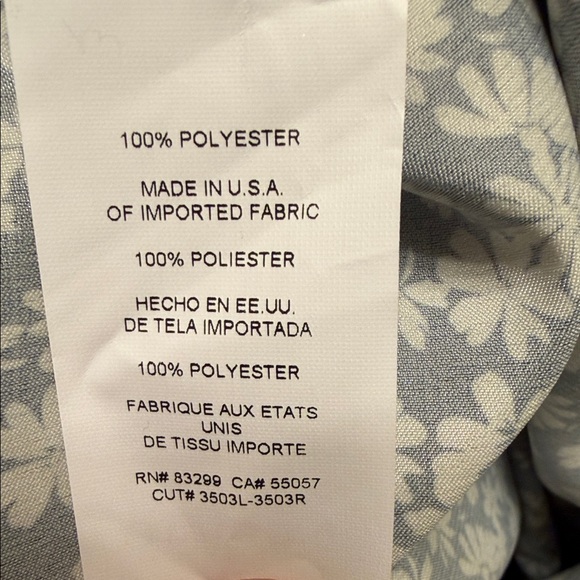 100% POLYESTER
MADE IN U.S.A.
OF IMPORTED FABRIC
100% POLIESTER
HECHO EN EE.UU.
DE TELA IMPORTADA
100% POLYESTER
FABRIQUE AUX ETATS
UNIS
DE TISSU IMPORTE
RN# 83299 CA# 55057
CUT# 3503L-3503R